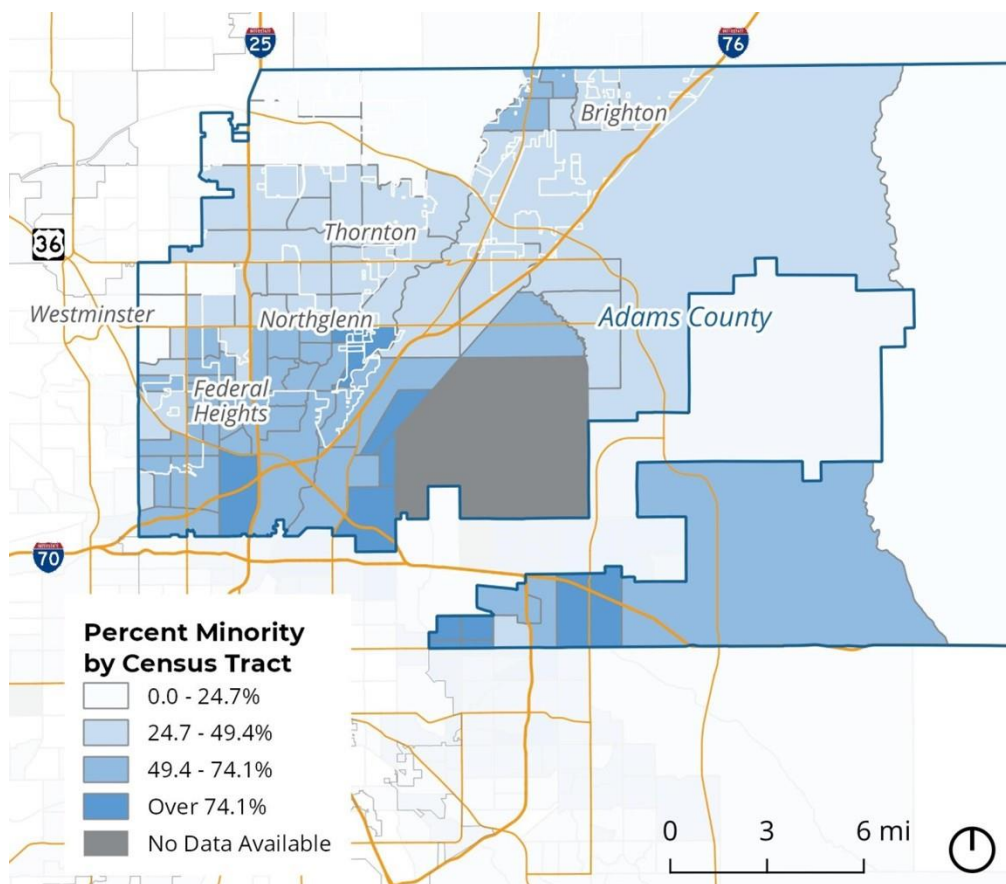 25
76
Brighton
Thornton
36
Westminster
Northglenn
Adams County
Federal
Heights
70
Percent Minority
by Census Tract
0.0 - 24.7%
24.7 - 49.4%
49.4 - 74.1%
Over 74.1%
No Data Available
0 3 6 mi